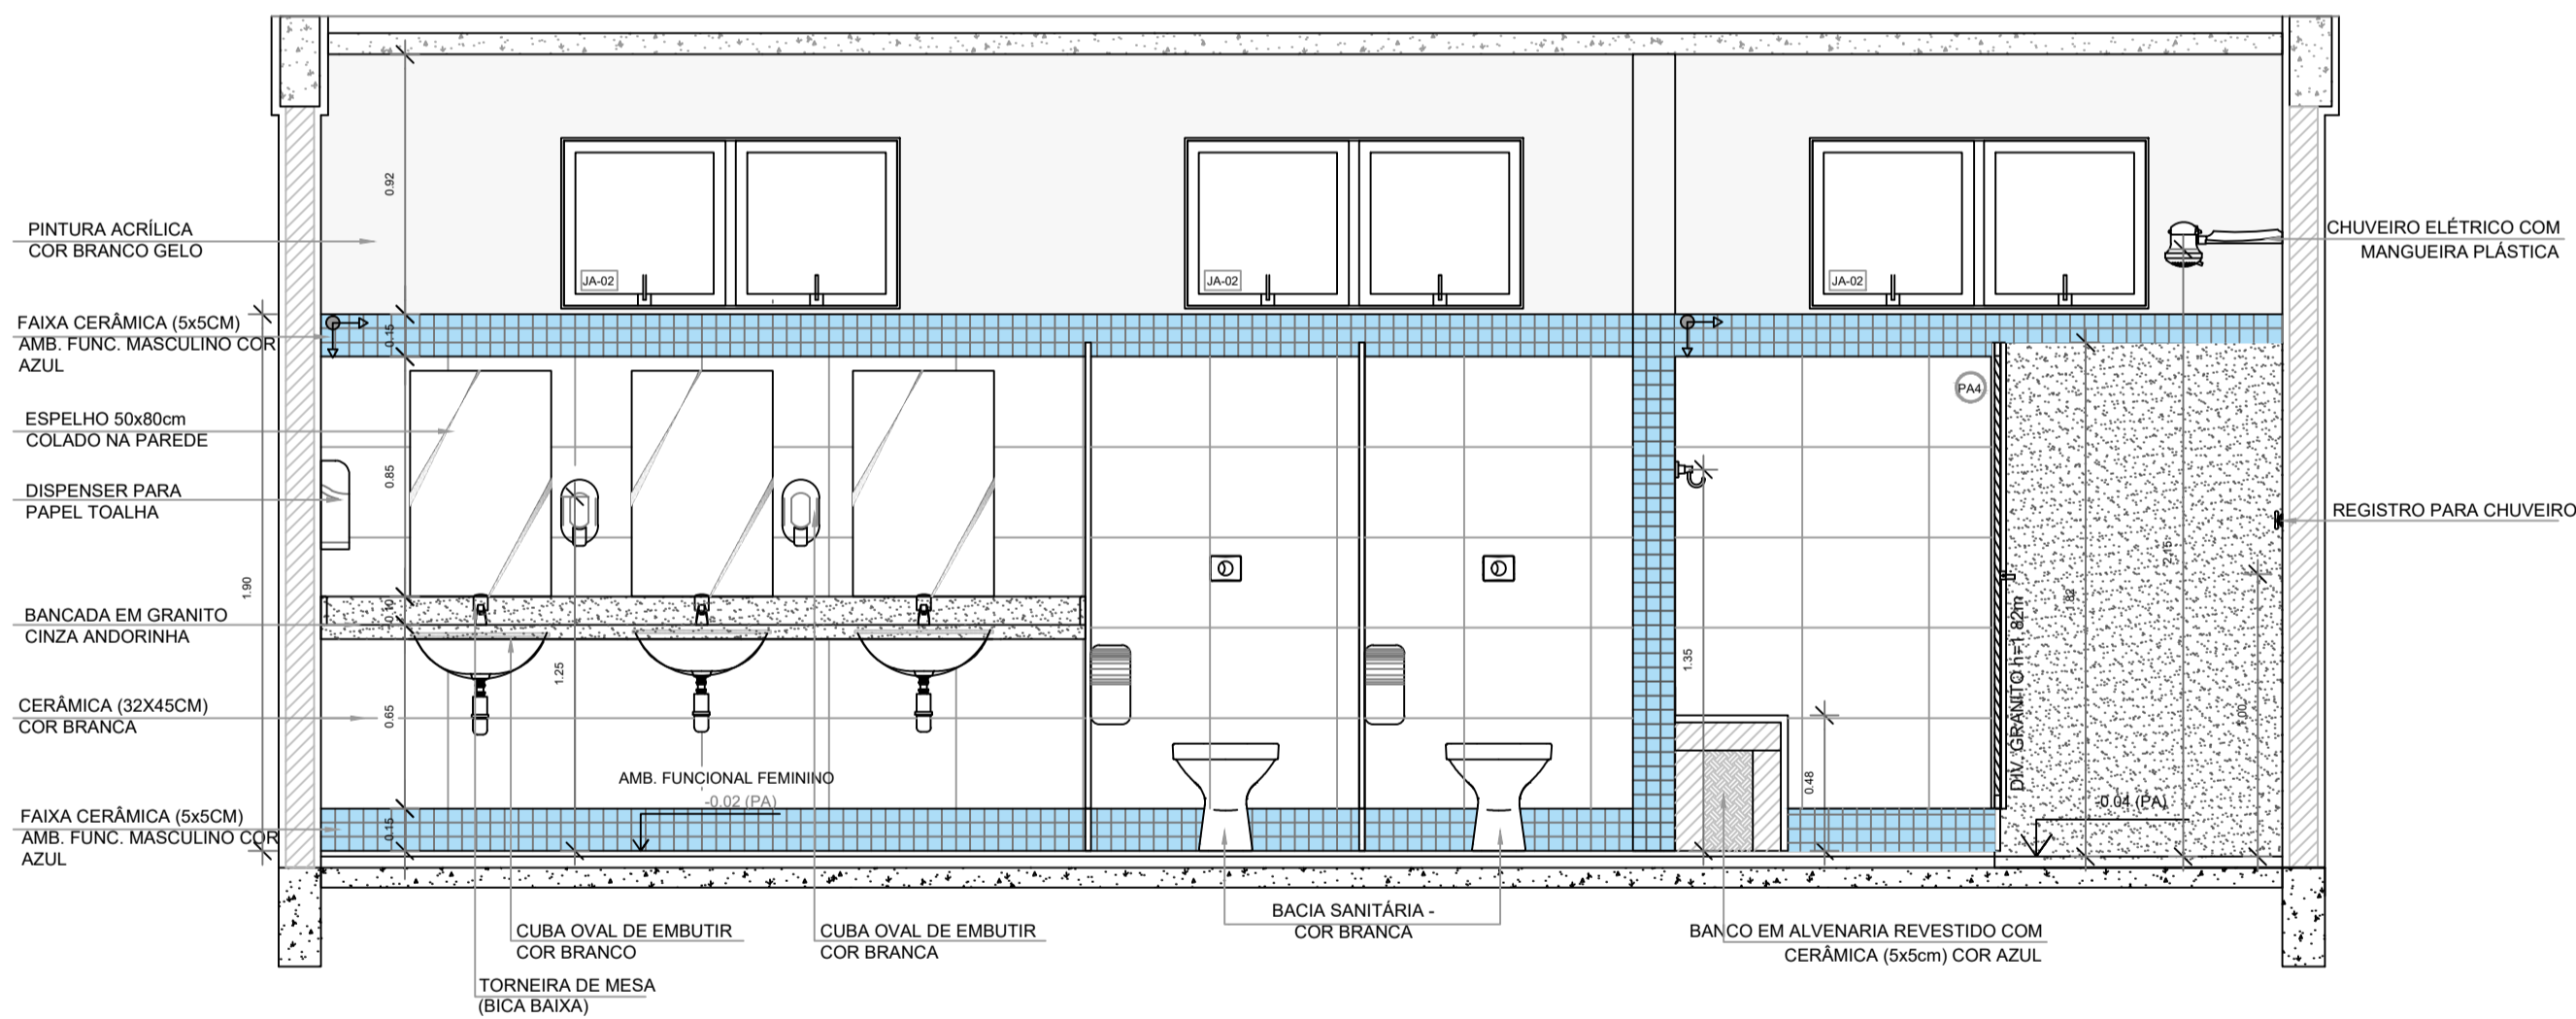 PINTURA ACRÍLICA
COR BRANCO GELO
FAIXA CERÂMICA (5x5CM)
AMB. FUNC. MASCULINO COR
AZUL
ESPELHO 50x80cm
COLADO NA PAREDE
DISPENSER PARA
PAPEL TOALHA
BANCADA EM GRANITO
CINZA ANDORINHA
CERÂMICA (32X45CM)
COR BRANCA
FAIXA CERÂMICA (5x5CM)
AMB. FUNC. MASCULINO COR
AZUL
1.90
0.92
0.15
0.85
0.10
0.65
0.15
1.25
JA-02
JA-02
JA-02
AMB. FUNCIONAL FEMININO
-0.02 (PA)
PA4
1.35
0.48
DIV. GRANITO h=1.82m
1.82
2.15
1.00
-0.04 (PA)
CHUVEIRO ELÉTRICO COM
MANGUEIRA PLÁSTICA
REGISTRO PARA CHUVEIRO
CUBA OVAL DE EMBUTIR
COR BRANCO
CUBA OVAL DE EMBUTIR
COR BRANCA
TORNEIRA DE MESA
(BICA BAIXA)
BACIA SANITÁRIA -
COR BRANCA
BANCO EM ALVENARIA REVESTIDO COM
CERÂMICA (5x5cm) COR AZUL